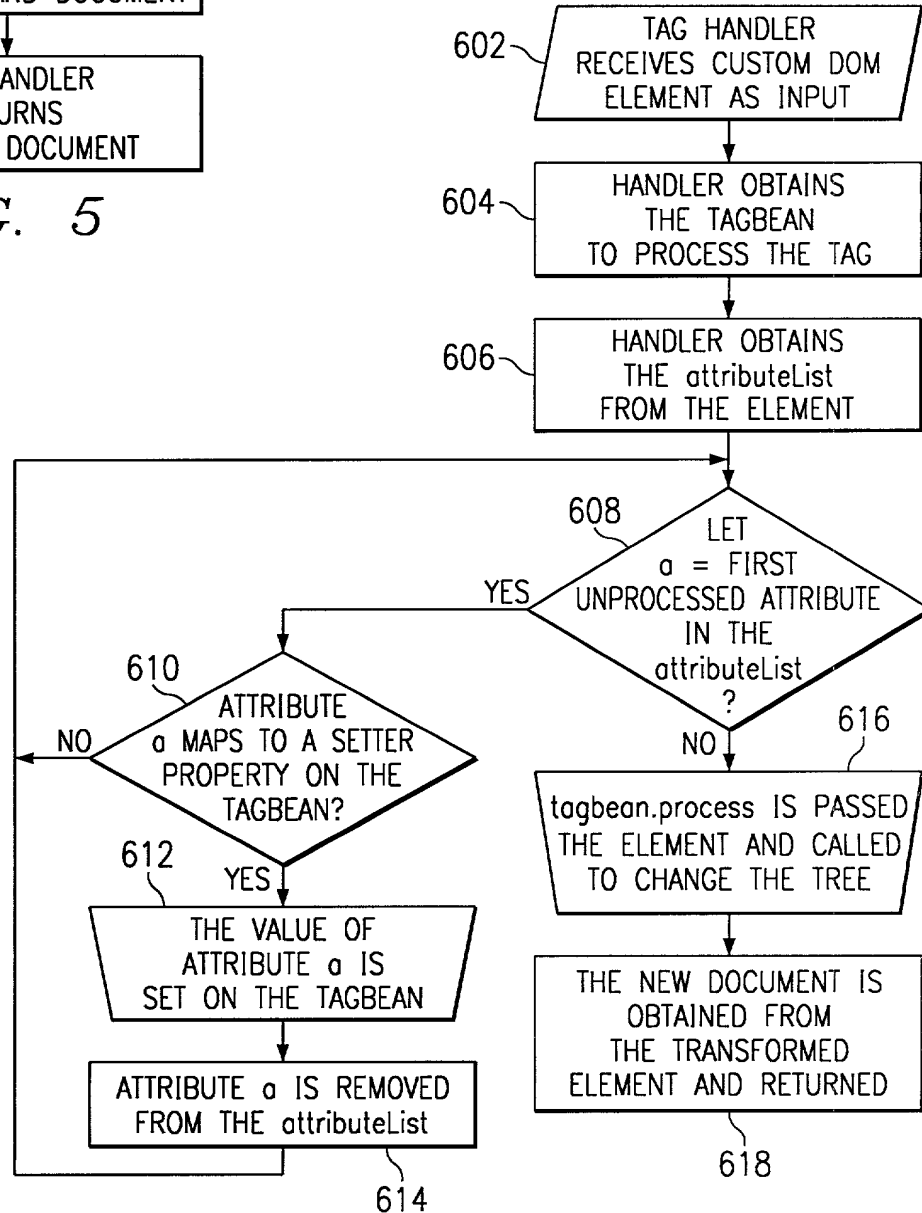 DOCUMENT
URNS
DOCUMENT
5
602
TAG HANDLER
RECEIVES CUSTOM DOM
ELEMENT AS INPUT
604
HANDLER OBTAINS
THE TAGBEAN
TO PROCESS THE TAG
606
HANDLER OBTAINS
THE attributeList
FROM THE ELEMENT
608
LET
a = FIRST
UNPROCESSED ATTRIBUTE
IN THE
attributeList
?
YES
NO
610
ATTRIBUTE
a MAPS TO A SETTER
PROPERTY ON THE
TAGBEAN?
NO
YES
612
THE VALUE OF
ATTRIBUTE a IS
SET ON THE TAGBEAN
ATTRIBUTE a IS REMOVED
FROM THE attributeList
614
616
tagbean.process IS PASSED
THE ELEMENT AND CALLED
TO CHANGE THE TREE
THE NEW DOCUMENT IS
OBTAINED FROM
THE TRANSFORMED
ELEMENT AND RETURNED
618